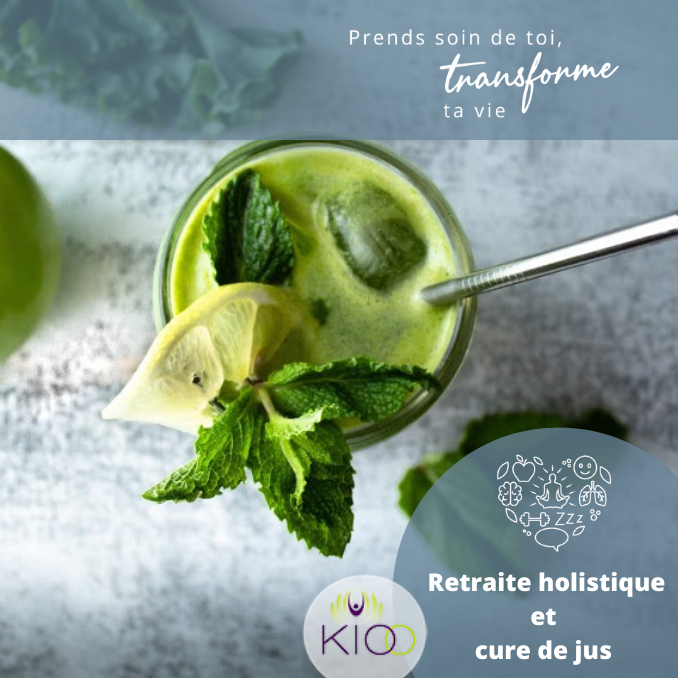 Prends soin de toi,
transforme
ta vie
Zzz
Retraite holistique
et
cure de jus
KIOO